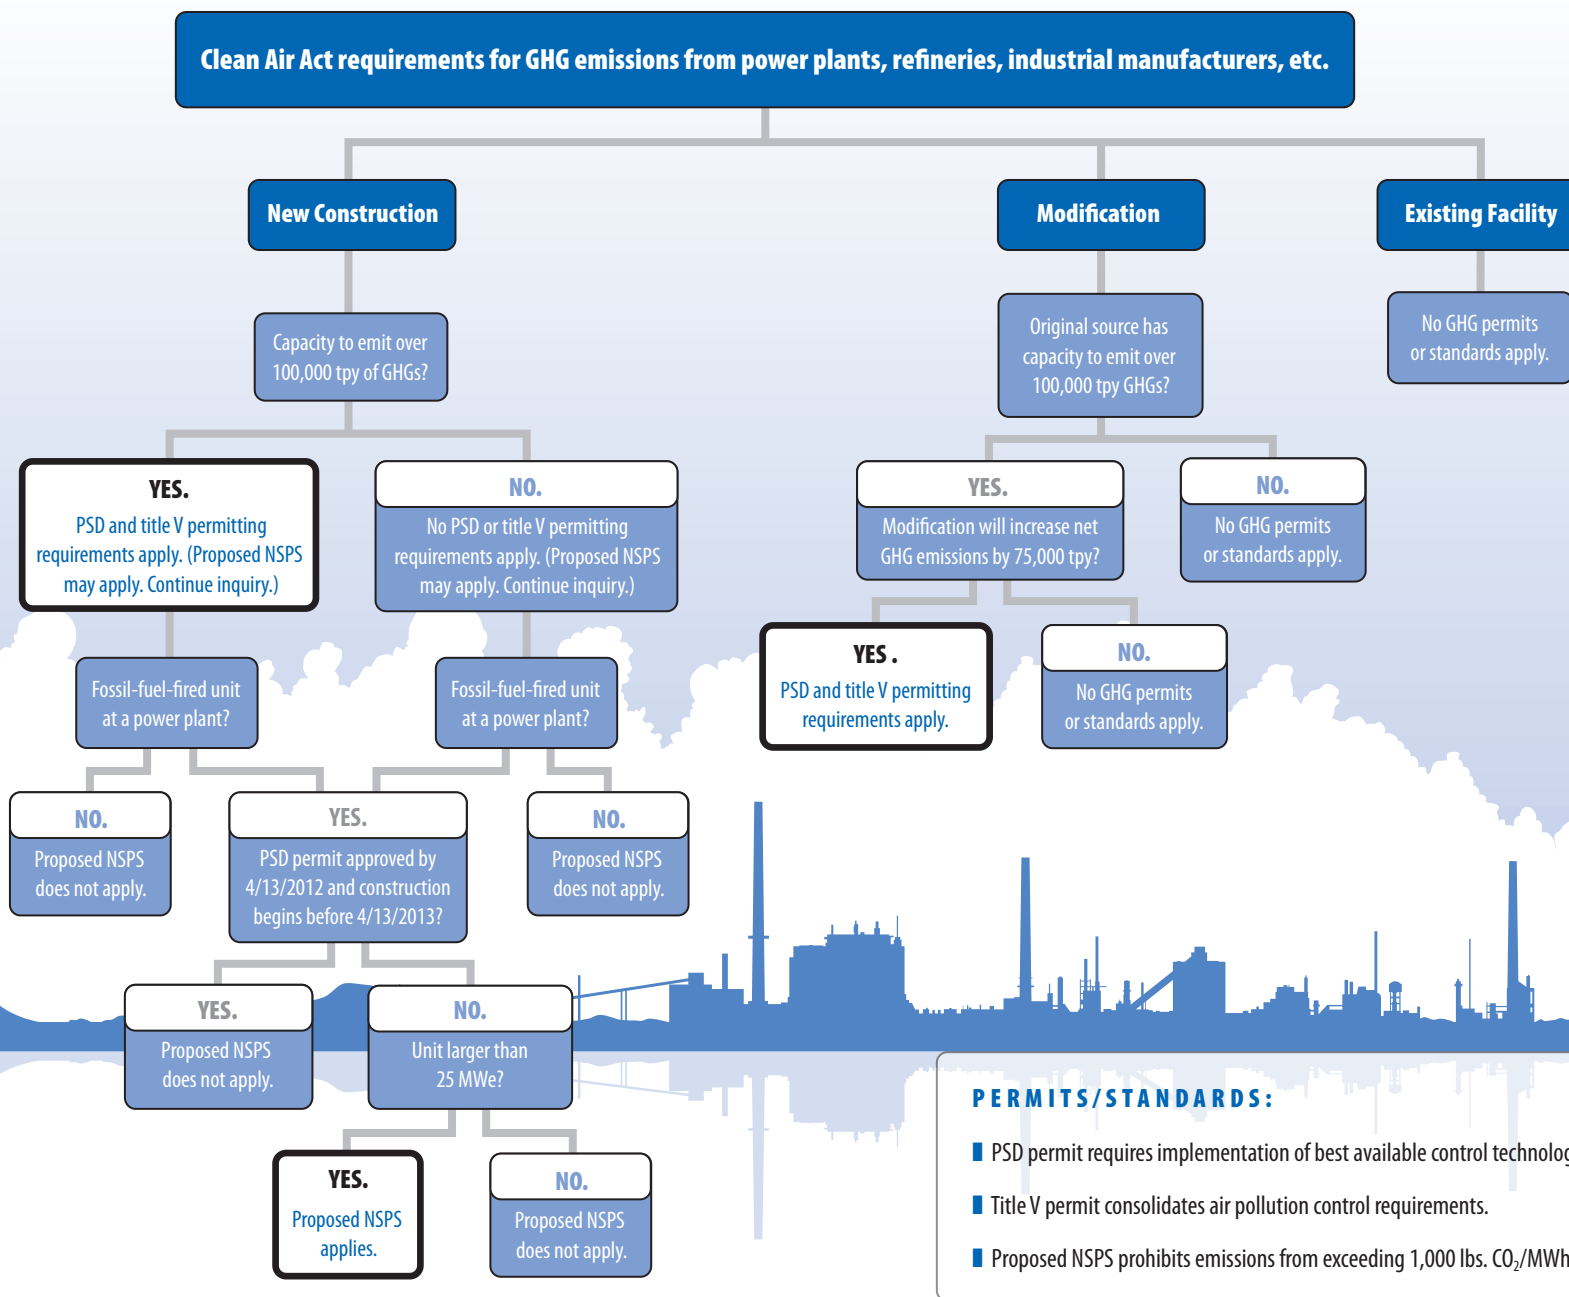 Clean Air Act requirements for GHG emissions from power plants, refineries, industrial manufacturers, etc.
New Construction
Modification
Existing Facility
Capacity to emit over
100,000 tpy of GHGs?
Original source has
capacity to emit over
100,000 tpy GHGs?
No GHG permits
or standards apply.
YES.
PSD and title V permitting
requirements apply. (Proposed NSPS
may apply. Continue inquiry.)
NO.
No PSD or title V permitting
requirements apply. (Proposed NSPS
may apply. Continue inquiry.)
YES.
Modification will increase net
GHG emissions by 75,000 tpy?
NO.
No GHG permits
or standards apply.
Fossil-fuel-fired unit
at a power plant?
Fossil-fuel-fired unit
at a power plant?
YES .
PSD and title V permitting
requirements apply.
NO.
No GHG permits
or standards apply.
NO.
Proposed NSPS
does not apply.
YES.
PSD permit approved by
4/13/2012 and construction
begins before 4/13/2013?
NO.
Proposed NSPS
does not apply.
YES.
Proposed NSPS
does not apply.
NO.
Unit larger than
25 MWe?
YES.
Proposed NSPS
applies.
NO.
Proposed NSPS
does not apply.
PERMITS/STANDARDS:
PSD permit requires implementation of best available control
Title V permit consolidates air pollution control requirements.
Proposed NSPS prohibits emissions from exceeding 1,000 lbs. CO₂/MWh